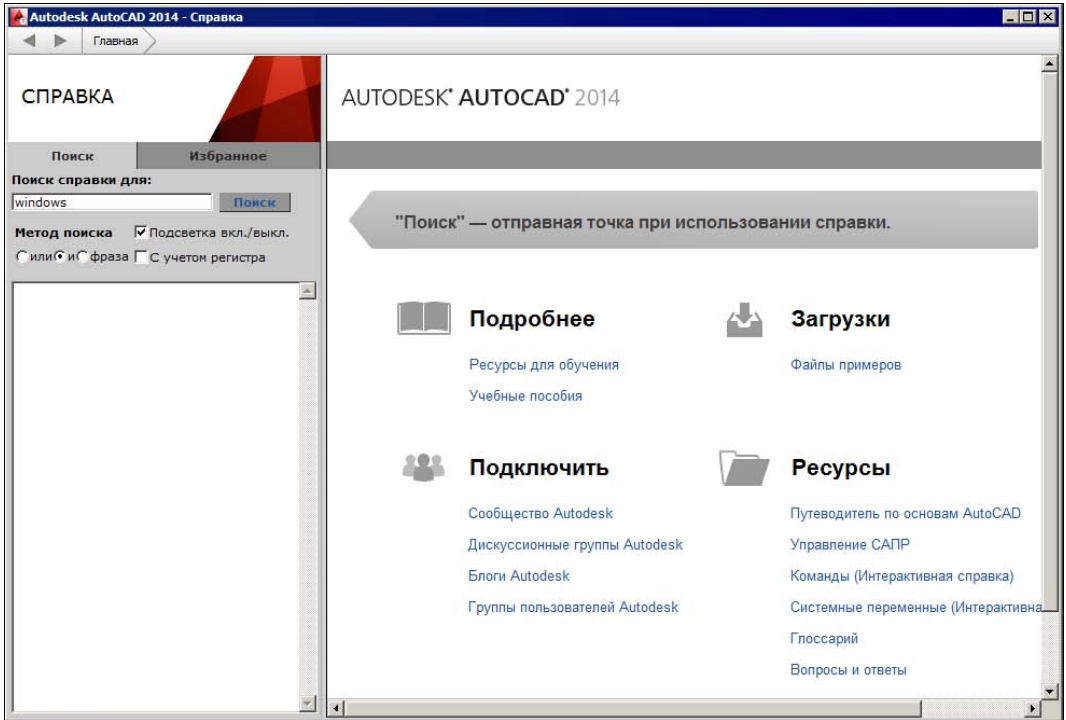 Autodesk AutoCAD 2014 - Справка
Главная
СПРАВКА
Поиск
Избранное
Поиск справки для:
windows
Поиск
Метод поиска
Подсветка вкл./выкл.
или и фраза С учетом регистра
AUTODESK® AUTOCAD® 2014
"Поиск" — отправная точка при использовании справки.
Подробнее
Ресурсы для обучения
Учебные пособия
Загрузки
Файлы примеров
Подключить
Сообщество Autodesk
Дискуссионные группы Autodesk
Блоги Autodesk
Группы пользователей Autodesk
Ресурсы
Путеводитель по основам AutoCAD
Управление САПР
Команды (Интерактивная справка)
Системные переменные (Интерактивна
Глоссарий
Вопросы и ответы